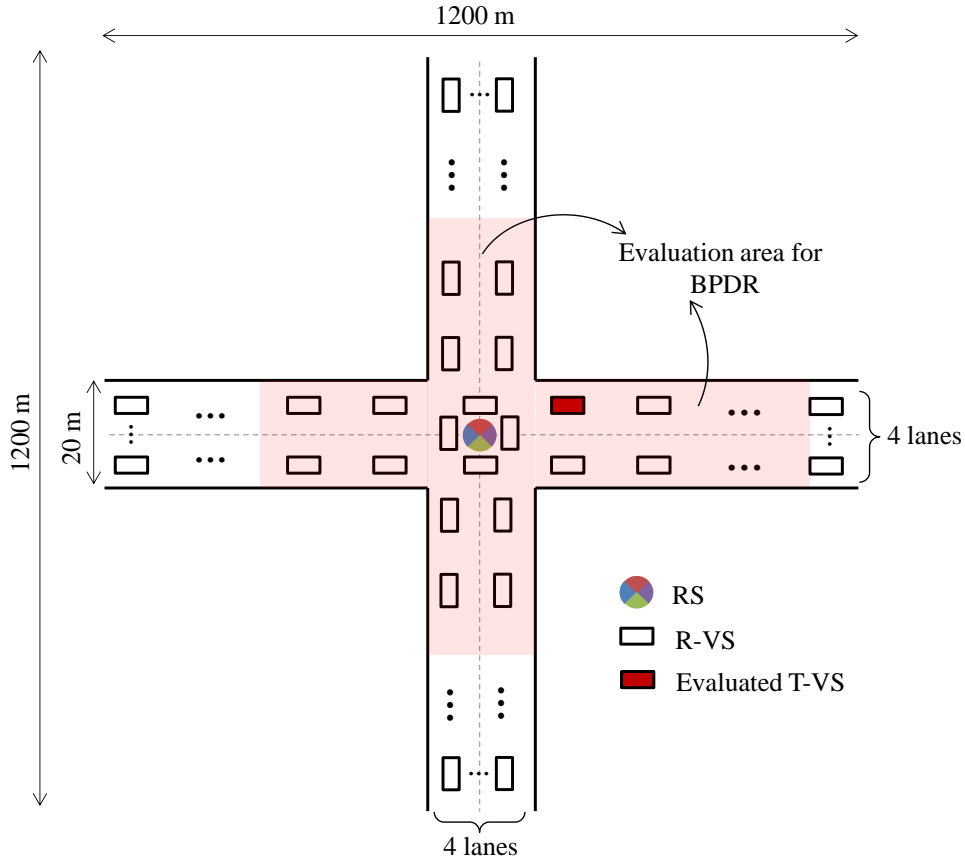 1200 m
Evaluation area for
BPDR
1200 m
20 m
4 lanes
RS
R-VS
Evaluated T-VS
4 lanes